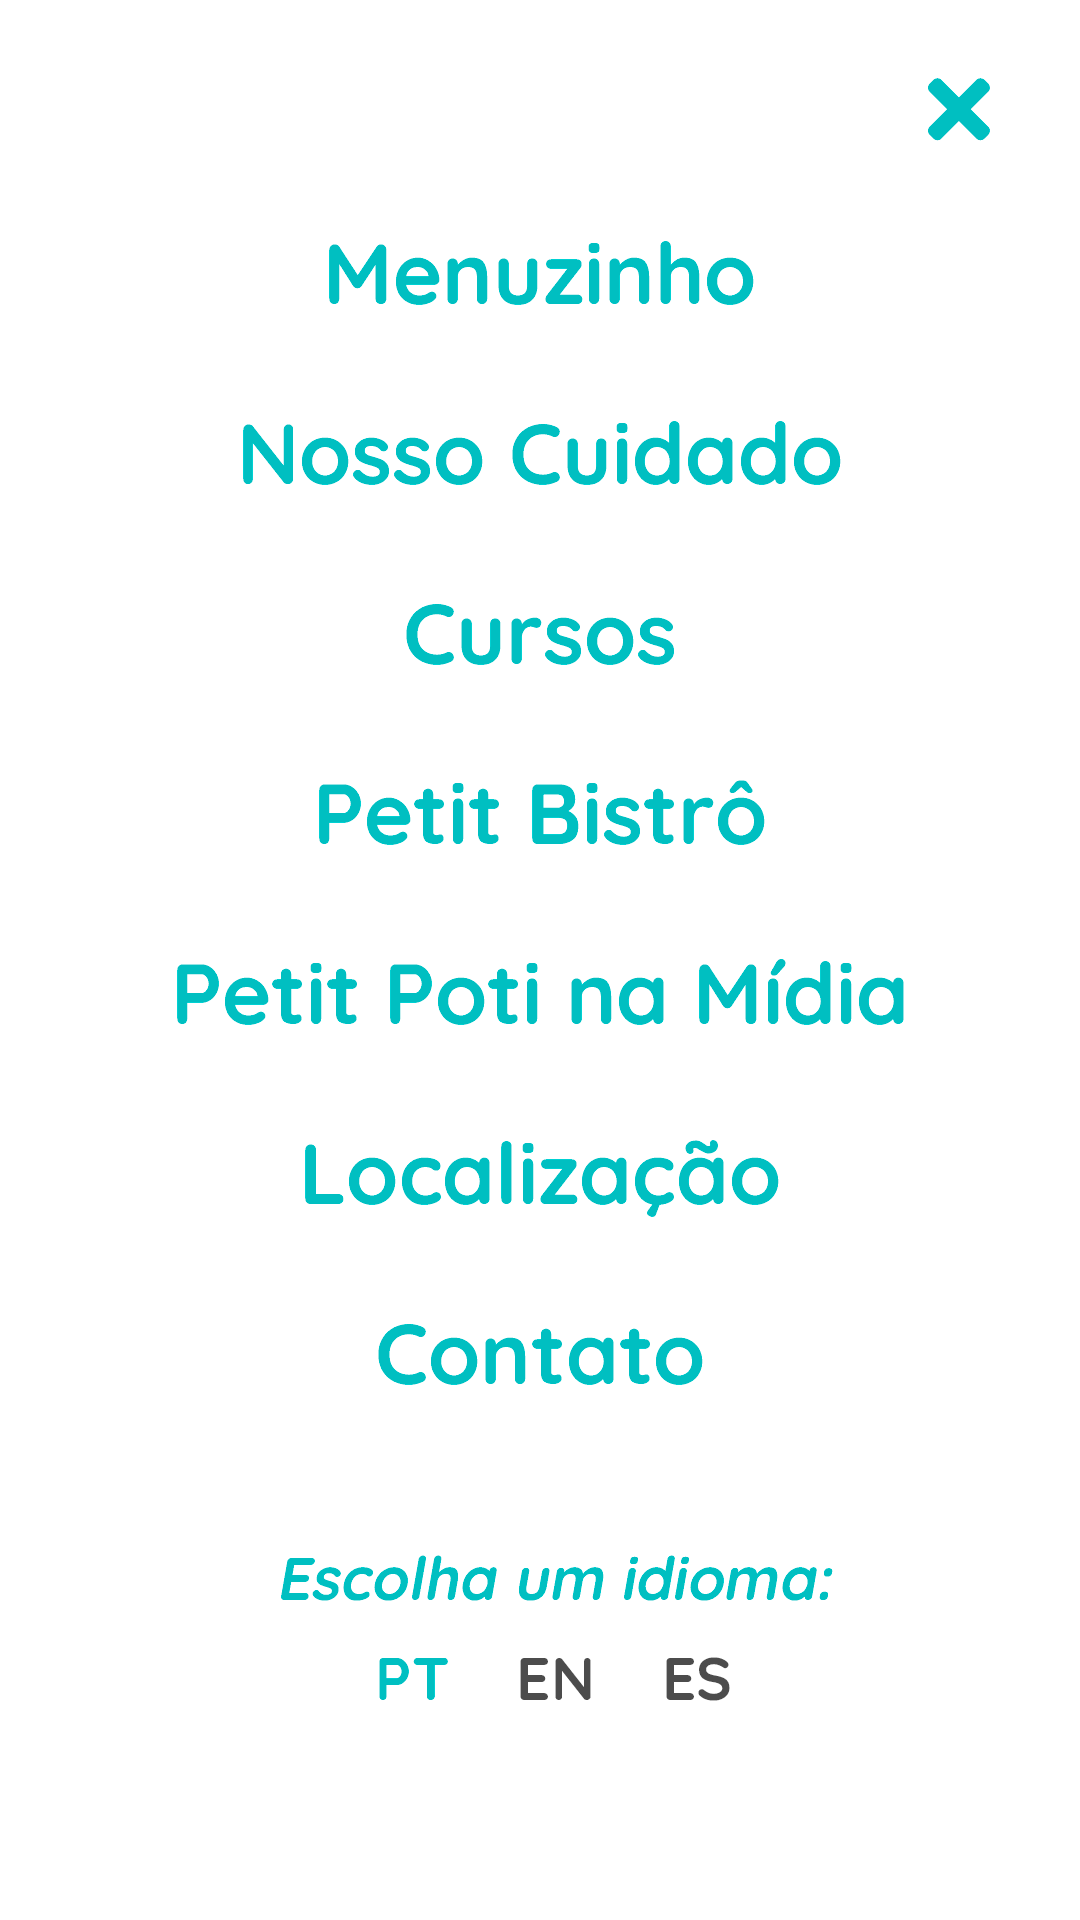 Menuzinho
Nosso Cuidado
Cursos
Petit Bistrô
Petit Poti na Mídia
Localização
Contato
Escolha um idioma:
PT EN ES